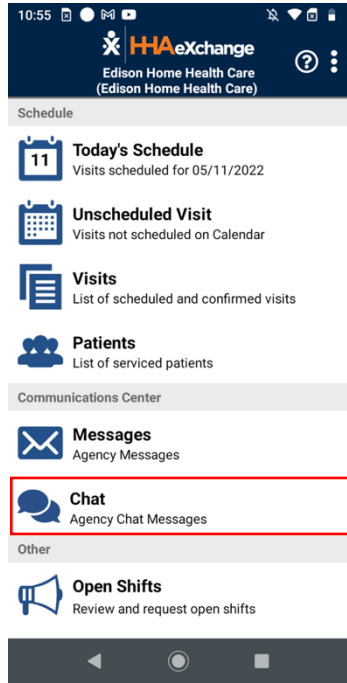 10:55
HHAeXchange
Edison Home Health Care
(Edison Home Health Care)
Schedule
11
Today's Schedule
Visits scheduled for 05/11/2022
Unscheduled Visit
Visits not scheduled on Calendar
Visits
List of scheduled and confirmed visits
Patients
List of serviced patients
Communications Center
Messages
Agency Messages
Chat
Agency Chat Messages
Other
Open Shifts
Review and request open shifts